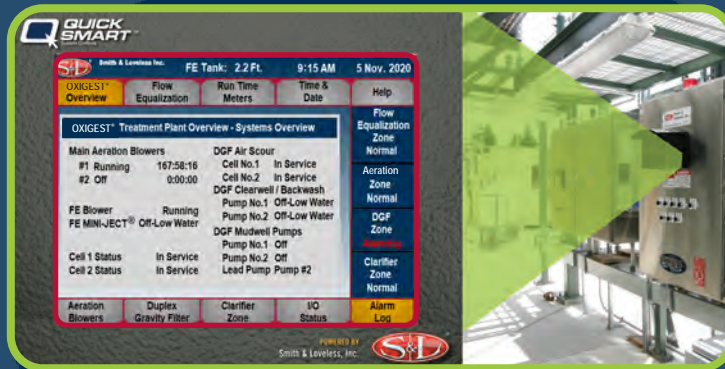 QUICK
SMART™
S&L Smith & Loveless Inc. FE Tank: 2.2 Ft. 9:15 AM 5 Nov. 2020
OXIGEST® Overview
Flow Equalization
Run Time Meters
Time & Date
Help
OXIGEST® Treatment Plant Overview - Systems Overview
Main Aeration Blowers
#1 Running 167:58:16
#2 Off 0:00:00
FE Blower Running
FE MINI-JECT® Off-Low Water
Cell 1 Status In Service
Cell 2 Status In Service
DGF Air Scour
Cell No.1 In Service
Cell No.2 In Service
DGF Clearwell / Backwash
Pump No.1 Off-Low Water
Pump No.2 Off-Low Water
DGF Mudwell Pumps
Pump No.1 Off
Pump No.2 Off
Lead Pump Pump #2
Flow
Equalization
Zone
Normal
Aeration
Zone
Normal
DGF
Zone
Clarifier
Zone
Normal
Aeration Blowers
Duplex Gravity Filter
Clarifier Zone
I/O Status
Alarm Log
POWERED BY
Smith & Loveless, Inc.
S&L